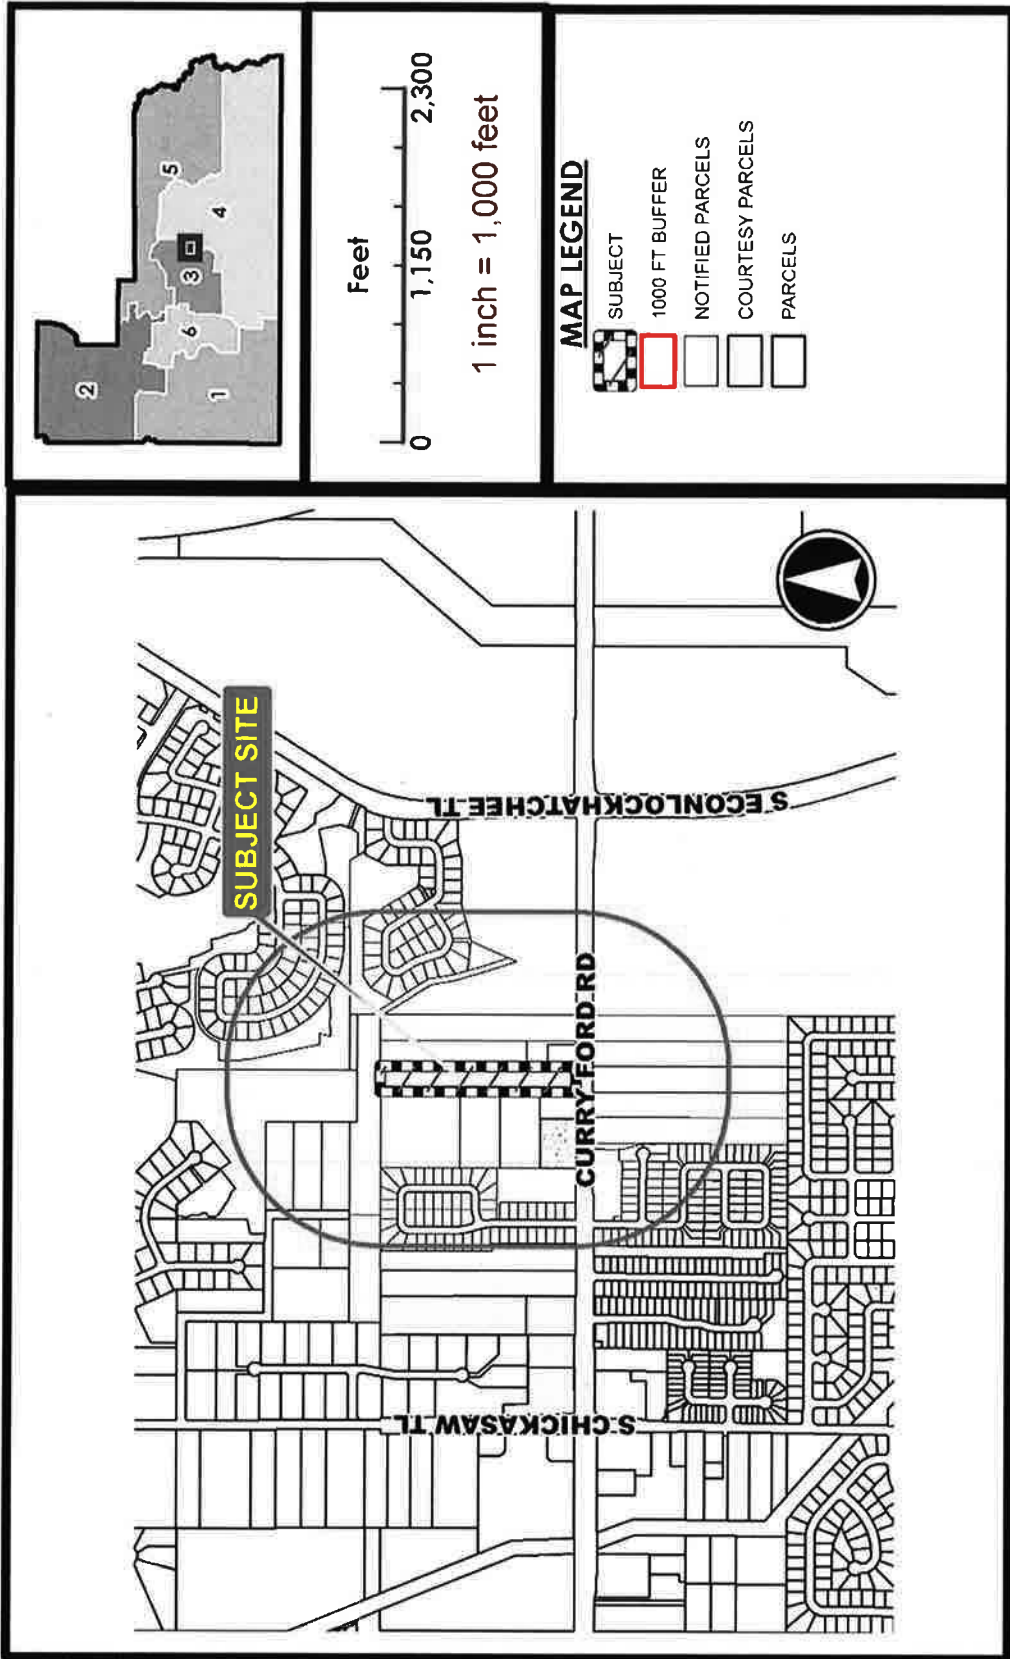 SUBJECT SITE
S ECONLOCKHATCHEE TL
CURRY FORD RD
S CHICKASAW TL
2
5
4
3
6
1
Feet
0 1,150 2,300
1 inch = 1,000 feet
MAP LEGEND
SUBJECT
1000 FT BUFFER
NOTIFIED PARCELS
COURTESY PARCELS
PARCELS